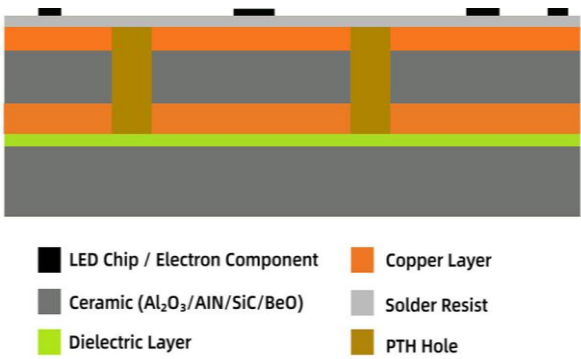 LED Chip / Electron Component
Copper Layer
Ceramic (Al₂O₃/AIN/SiC/BeO)
Solder Resist
Dielectric Layer
PTH Hole